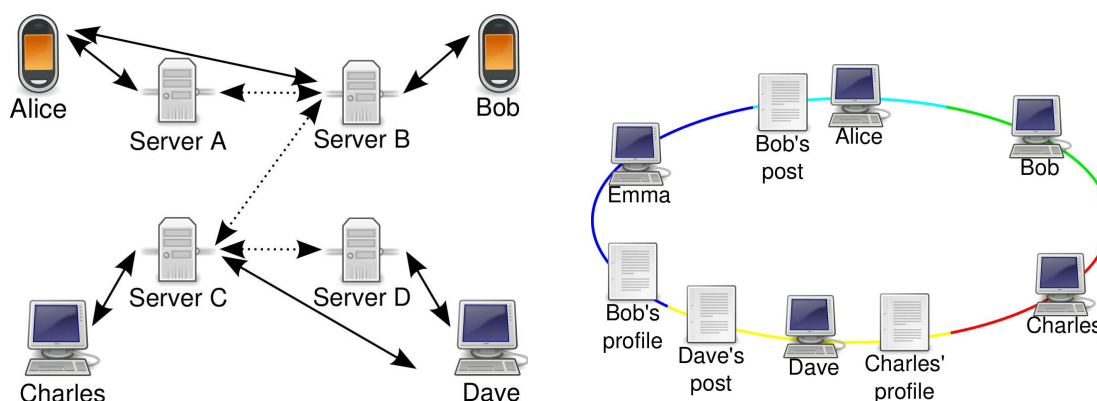 Alice
Server A
Server B
Bob
Server C
Server D
Charles
Dave
Bob's
post
Alice
Bob
Emma
Charles
Bob's
profile
Dave's
post
Dave
Charles'
profile